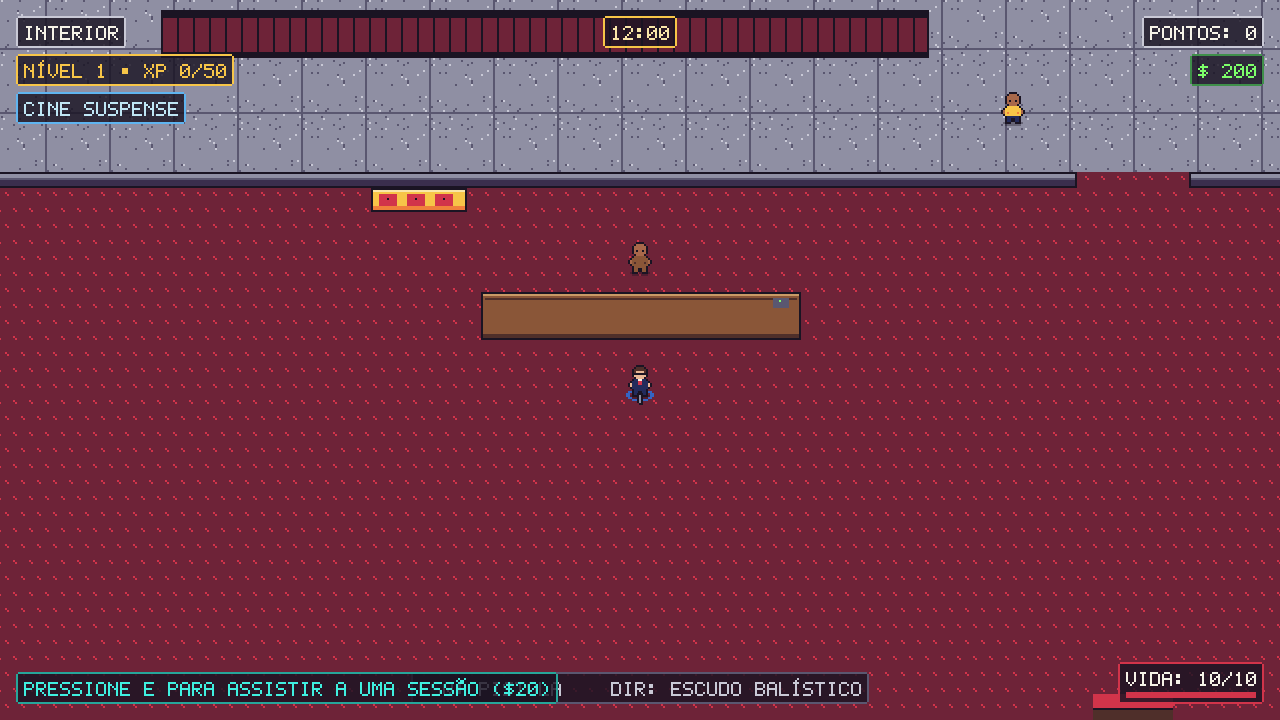 INTERIOR
12:00
PONTOS: 0
NÍVEL 1 ▪ XP 0/50
$ 200
CINE SUSPENSE
PRESSIONE E PARA ASSISTIR A UMA SESSÃO ($20)
DIR: ESCUDO BALÍSTICO
VIDA: 10/10